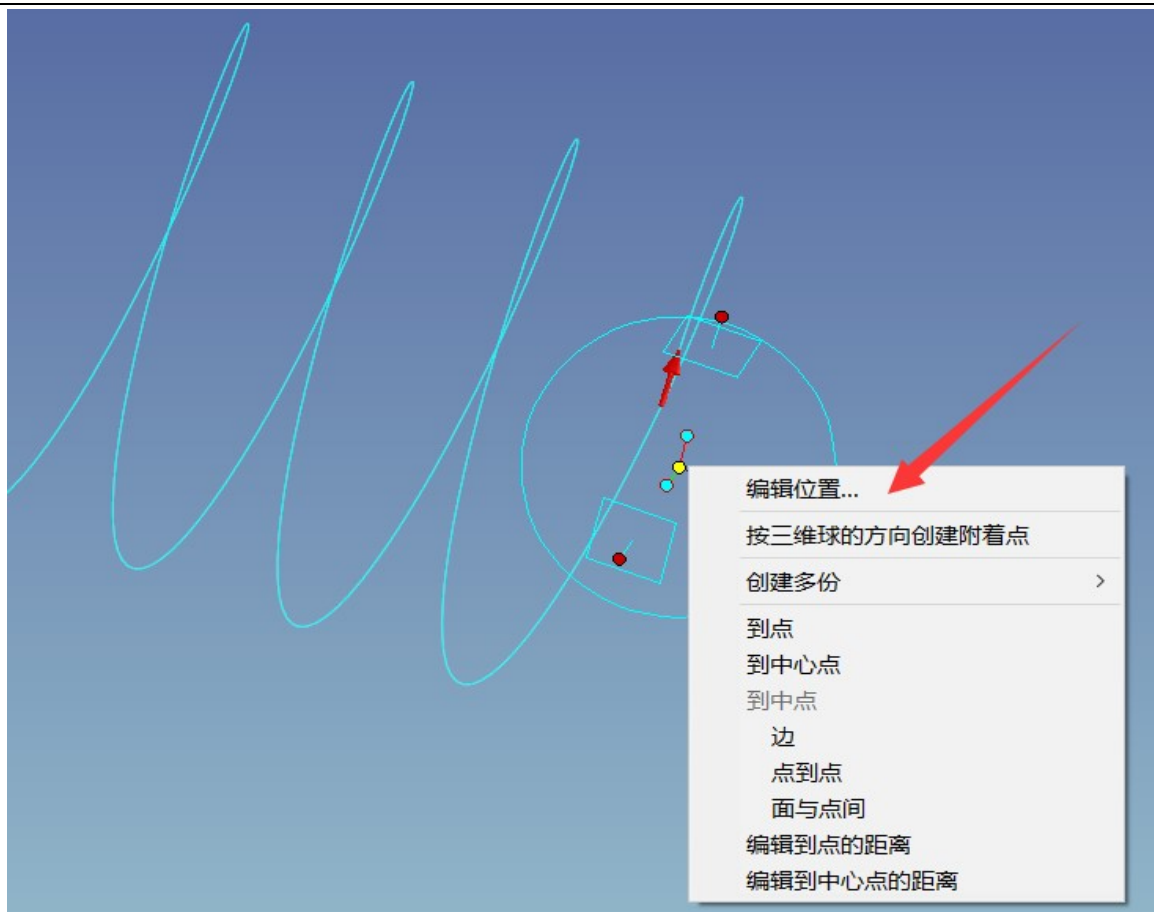 编辑位置...
按三维球的方向创建附着点
创建多份
到点
到中心点
到中点
边
点到点
面与点间
编辑到点的距离
编辑到中心点的距离